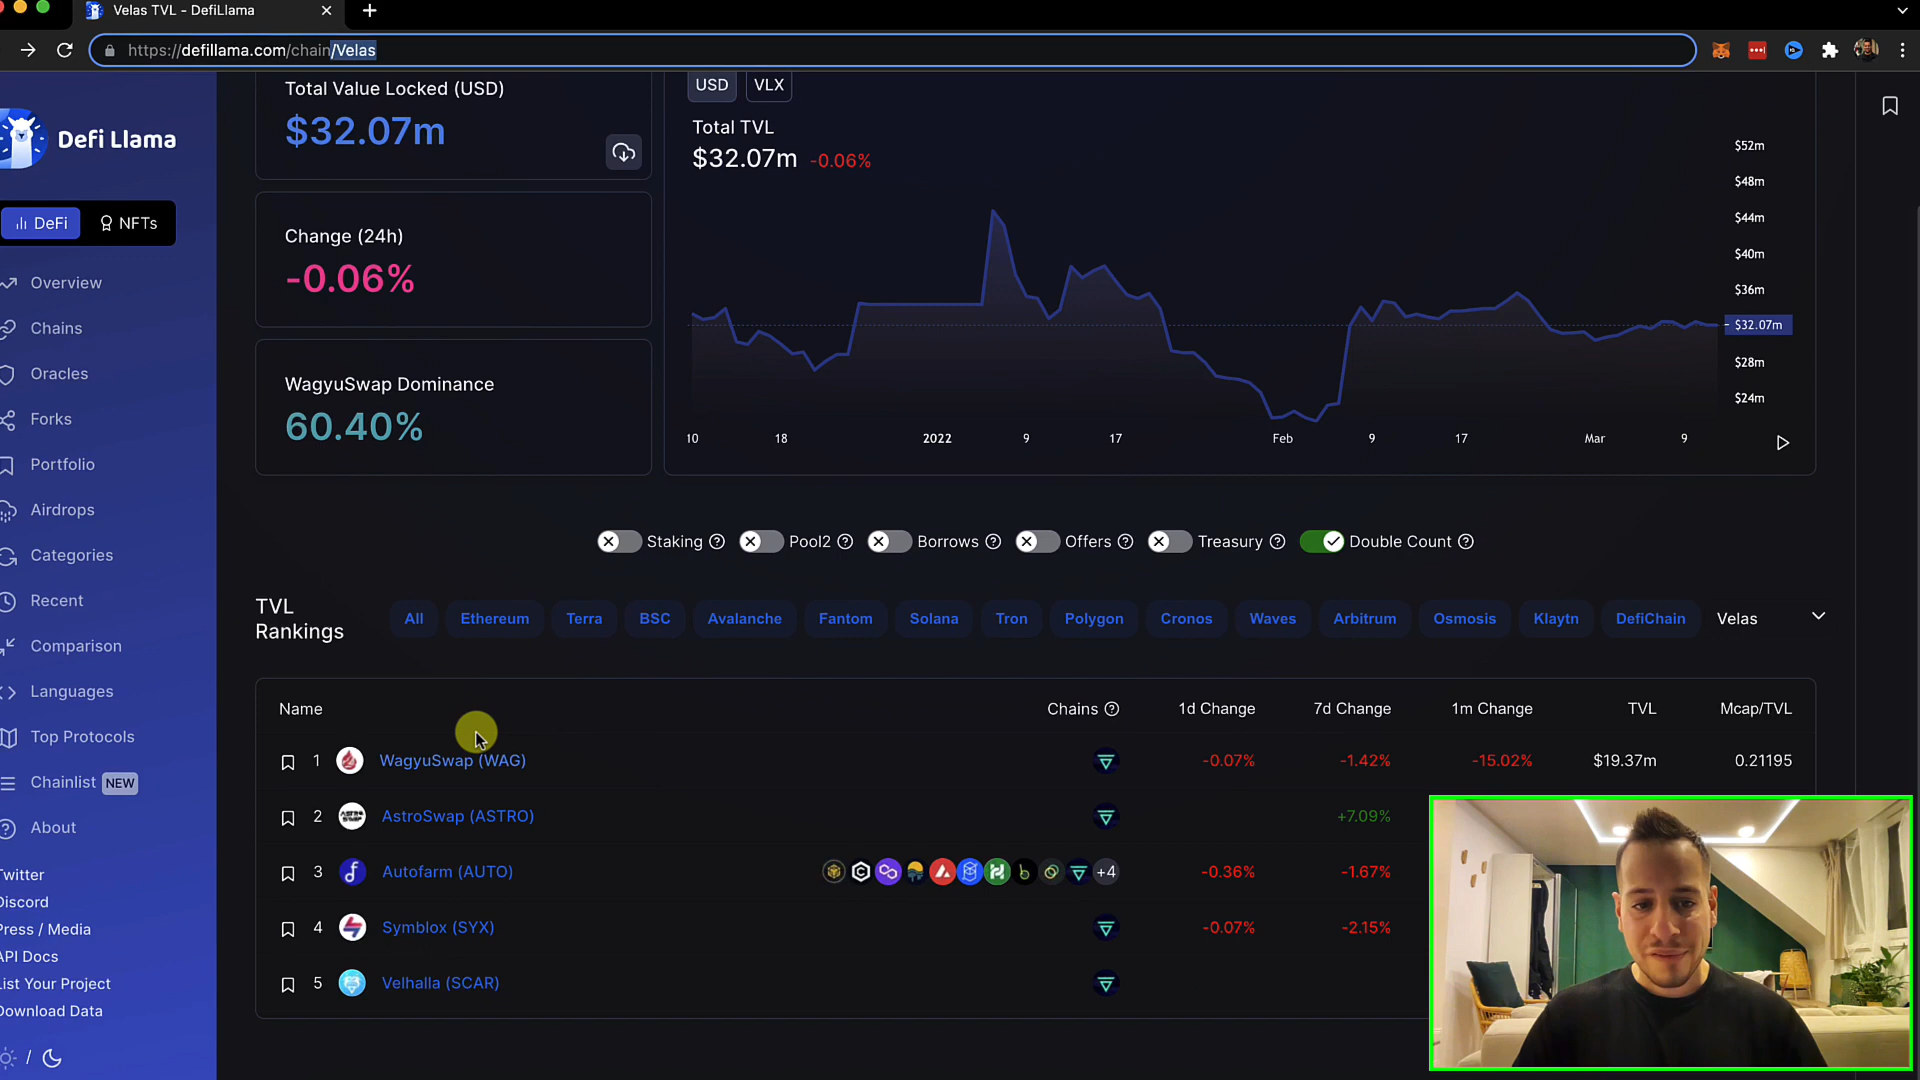 Velas TVL - DefiLlama
https://defillama.com/chain/Velas
Defi Llama
DeFi
NFTs
Overview
Chains
Oracles
Forks
Portfolio
Airdrops
Categories
Recent
Comparison
Languages
Top Protocols
Chainlist NEW
About
Twitter
Discord
Press / Media
API Docs
List Your Project
Download Data
/
Total Value Locked (USD)
$32.07m
Change (24h)
-0.06%
WagyuSwap Dominance
60.40%
USD VLX
Total TVL
$32.07m -0.06%
$52m
$48m
$44m
$40m
$36m
$32.07m
$28m
$24m
10 18 2022 9 17 Feb 9 17 Mar 9
Staking Pool2 Borrows Offers Treasury Double Count
TVL
Rankings
All Ethereum Terra BSC Avalanche Fantom Solana Tron Polygon Cronos Waves Arbitrum Osmosis Klaytn DefiChain Velas
Name Chains 1d Change 7d Change 1m Change TVL Mcap/TVL
1 WagyuSwap (WAG) -0.07% -1.42% -15.02% $19.37m 0.21195
2 AstroSwap (ASTRO) +7.09%
3 Autofarm (AUTO) +4 -0.36% -1.67%
4 Symblox (SYX) -0.07% -2.15%
5 Velhalla (SCAR)